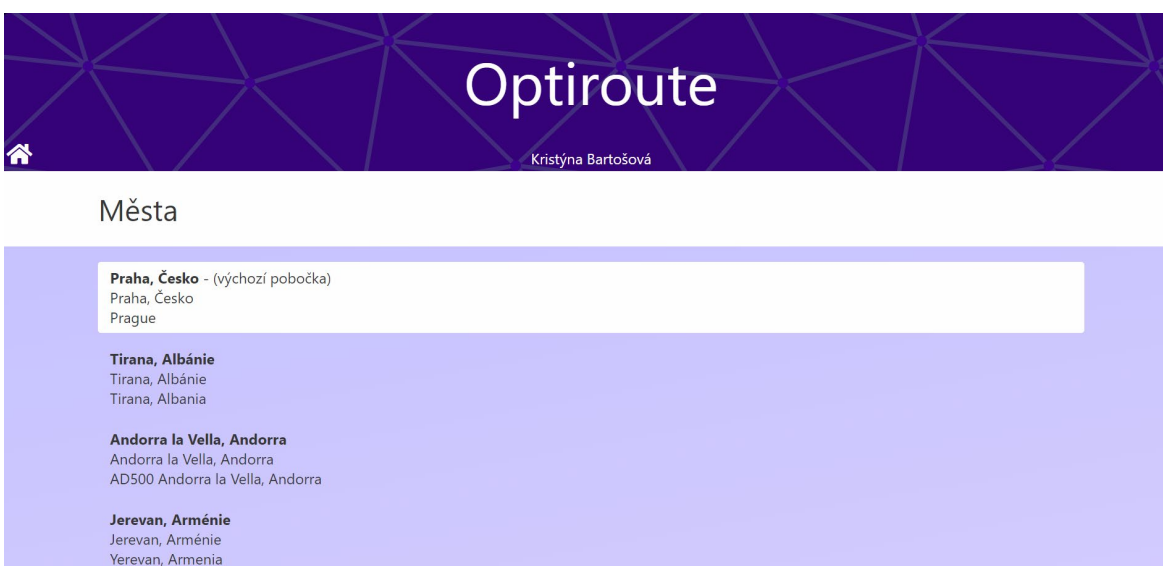 Optiroute
Kristýna Bartošová
Města
Praha, Česko - (výchozí pobočka)
Praha, Česko
Prague
Tirana, Albánie
Tirana, Albánie
Tirana, Albania
Andorra la Vella, Andorra
Andorra la Vella, Andorra
AD500 Andorra la Vella, Andorra
Jerevan, Arménie
Jerevan, Arménie
Yerevan, Armenia